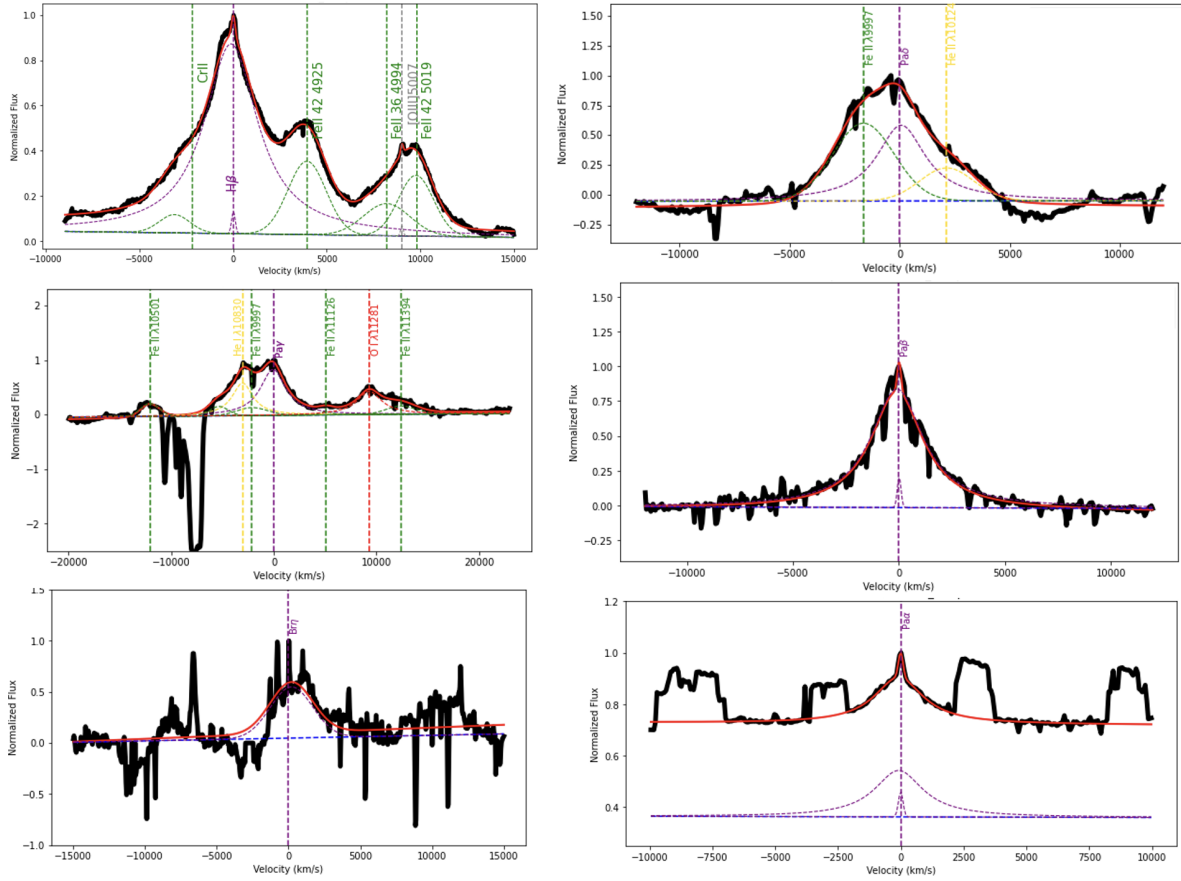 1.0
0.8
0.6
0.4
0.2
0.0
Normalized Flux
CrII
Hβ
FeII 42 4925
FeII 36 4994
[OIII]5007
FeII 42 5019
−10000 −5000 0 5000 10000 15000
Velocity (km/s)
1.50
1.25
1.00
0.75
0.50
0.25
0.00
−0.25
Normalized Flux
Fe II λ9997
Paδ
He II λ10124
−10000 −5000 0 5000 10000
Velocity (km/s)
2
1
0
−1
−2
Normalized Flux
Fe II λ10501
He I λ10830
Fe II λ9997
Paγ
Fe II λ11126
O I λ11281
Fe II λ11394
−20000 −10000 0 10000 20000
Velocity (km/s)
1.50
1.25
1.00
0.75
0.50
0.25
0.00
−0.25
Normalized Flux
Paβ
−10000 −5000 0 5000 10000
Velocity (km/s)
1.5
1.0
0.5
0.0
−0.5
−1.0
Normalized Flux
Brη
−15000 −10000 −5000 0 5000 10000 15000
Velocity (km/s)
1.2
1.0
0.8
0.6
0.4
Normalized Flux
Paα
−10000 −7500 −5000 −2500 0 2500 5000 7500 10000
Velocity (km/s)